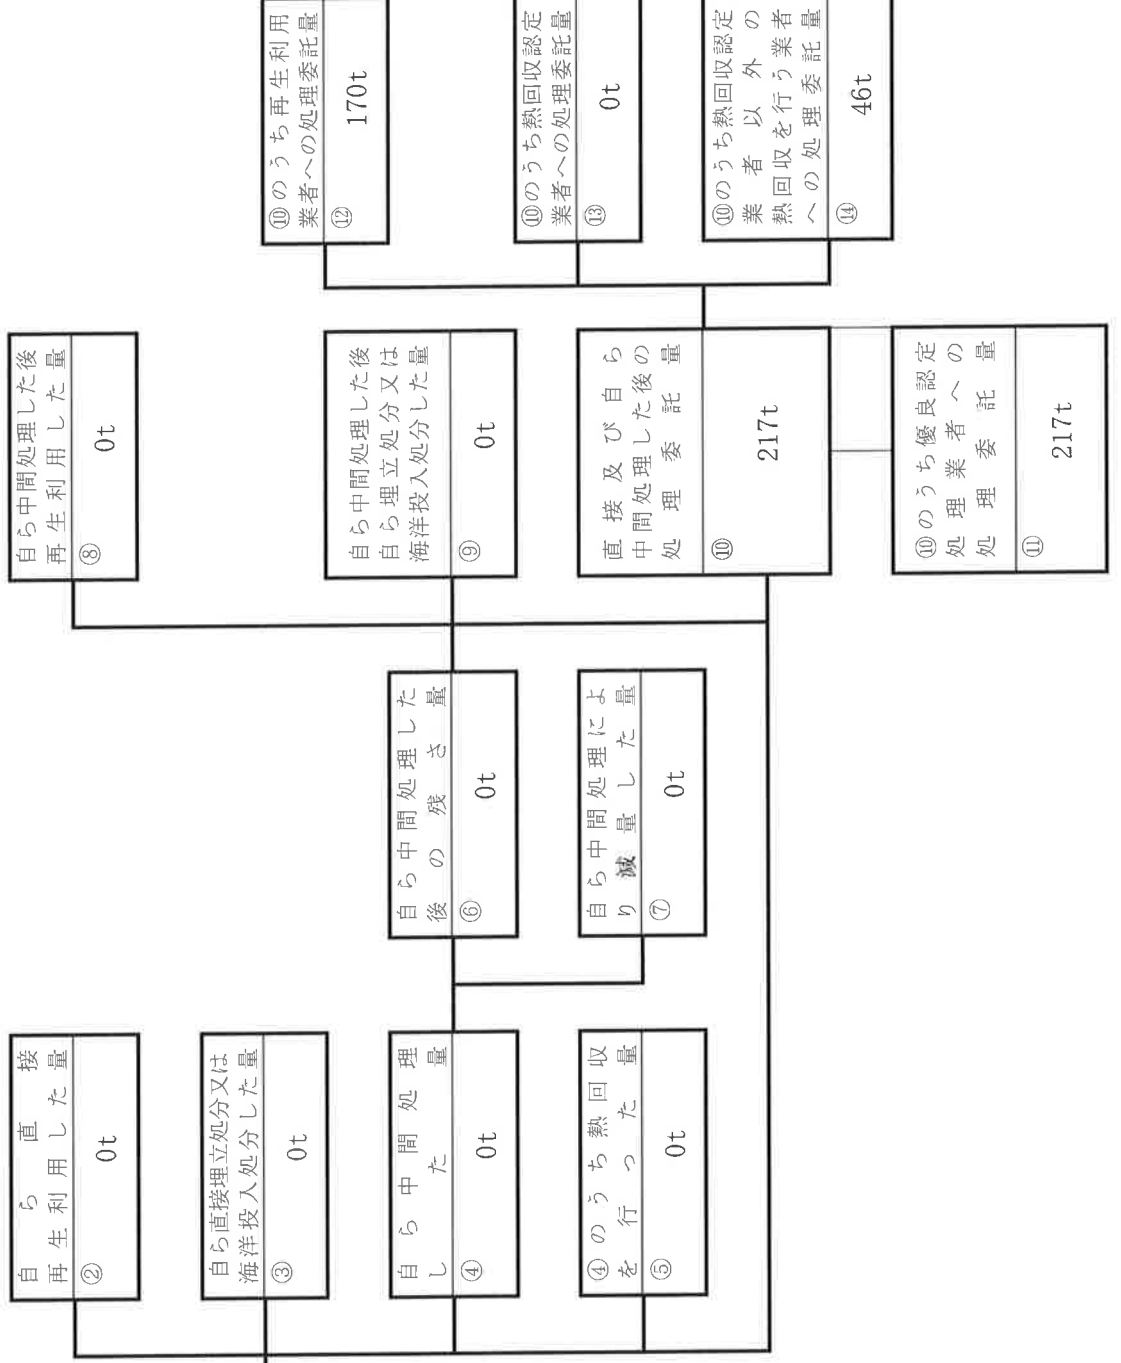 自ら直接
再生利用した量
②
0t
自ら直接埋立処分又は
海洋投入処分した量
③
0t
自ら中間処理
した量
④
0t
④のうち熱回収
を行った量
⑤
0t
自ら中間処理した
後の残さ量
⑥
0t
自ら中間処理によ
り減量した量
⑦
0t
自ら中間処理した後
再生利用した量
⑧
0t
自ら中間処理した後
自ら埋立処分又は
海洋投入処分した量
⑨
0t
直接及び自ら
中間処理した後の
処理委託量
⑩
217t
⑩のうち優良認定
処理業者への
処理委託量
⑪
217t
⑩のうち再生利用
業者への処理委託量
⑫
170t
⑩のうち熱回収認定
業者への処理委託量
⑬
0t
⑩のうち熱回収認定
業者以外の
熱回収を行う業者
への処理委託量
⑭
46t